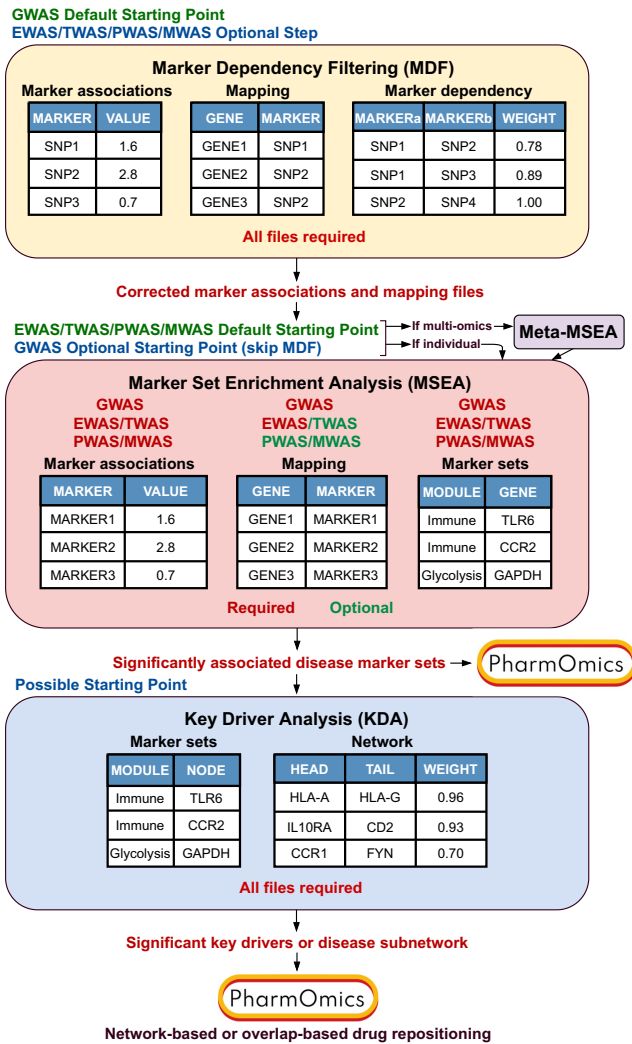 GWAS Default Starting Point
EWAS/TWAS/PWAS/MWAS Optional Step
Marker Dependency Filtering (MDF)
Marker associations Mapping Marker dependency
MARKER VALUE GENE MARKER MARKERa MARKERb WEIGHT
SNP1 1.6 GENE1 SNP1 SNP1 SNP2 0.78
SNP2 2.8 GENE2 SNP2 SNP1 SNP3 0.89
SNP3 0.7 GENE3 SNP2 SNP2 SNP4 1.00
All files required
Corrected marker associations and mapping files
EWAS/TWAS/PWAS/MWAS Default Starting Point If multi-omics Meta-MSEA
GWAS Optional Starting Point (skip MDF) If individual
Marker Set Enrichment Analysis (MSEA)
GWAS GWAS GWAS
EWAS/TWAS EWAS/TWAS EWAS/TWAS
PWAS/MWAS PWAS/MWAS PWAS/MWAS
Marker associations Mapping Marker sets
MARKER VALUE GENE MARKER MODULE GENE
MARKER1 1.6 GENE1 MARKER1 Immune TLR6
MARKER2 2.8 GENE2 MARKER2 Immune CCR2
MARKER3 0.7 GENE3 MARKER3 Glycolysis GAPDH
Required Optional
Significantly associated disease marker sets PharmOmics
Possible Starting Point
Key Driver Analysis (KDA)
Marker sets Network
MODULE NODE HEAD TAIL WEIGHT
Immune TLR6 HLA-A HLA-G 0.96
Immune CCR2 IL10RA CD2 0.93
Glycolysis GAPDH CCR1 FYN 0.70
All files required
Significant key drivers or disease subnetwork
PharmOmics
Network-based or overlap-based drug repositioning